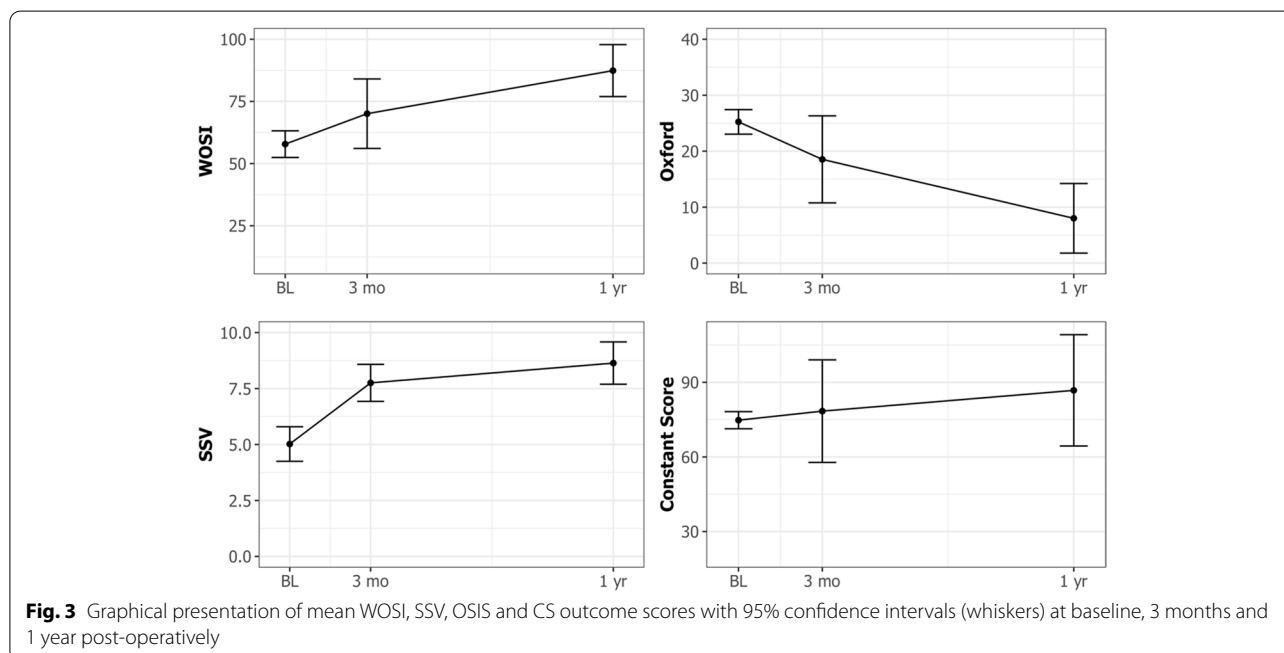 WOSI
100
75
50
25
BL
3 mo
1 yr
Oxford
40
30
20
10
0
BL
3 mo
1 yr
SSV
10.0
7.5
5.0
2.5
0.0
BL
3 mo
1 yr
Constant Score
90
60
30
BL
3 mo
1 yr
Fig. 3 Graphical presentation of mean WOSI, SSV, OSIS and CS outcome scores with 95% confidence intervals (whiskers) at baseline, 3 months and
1 year post-operatively